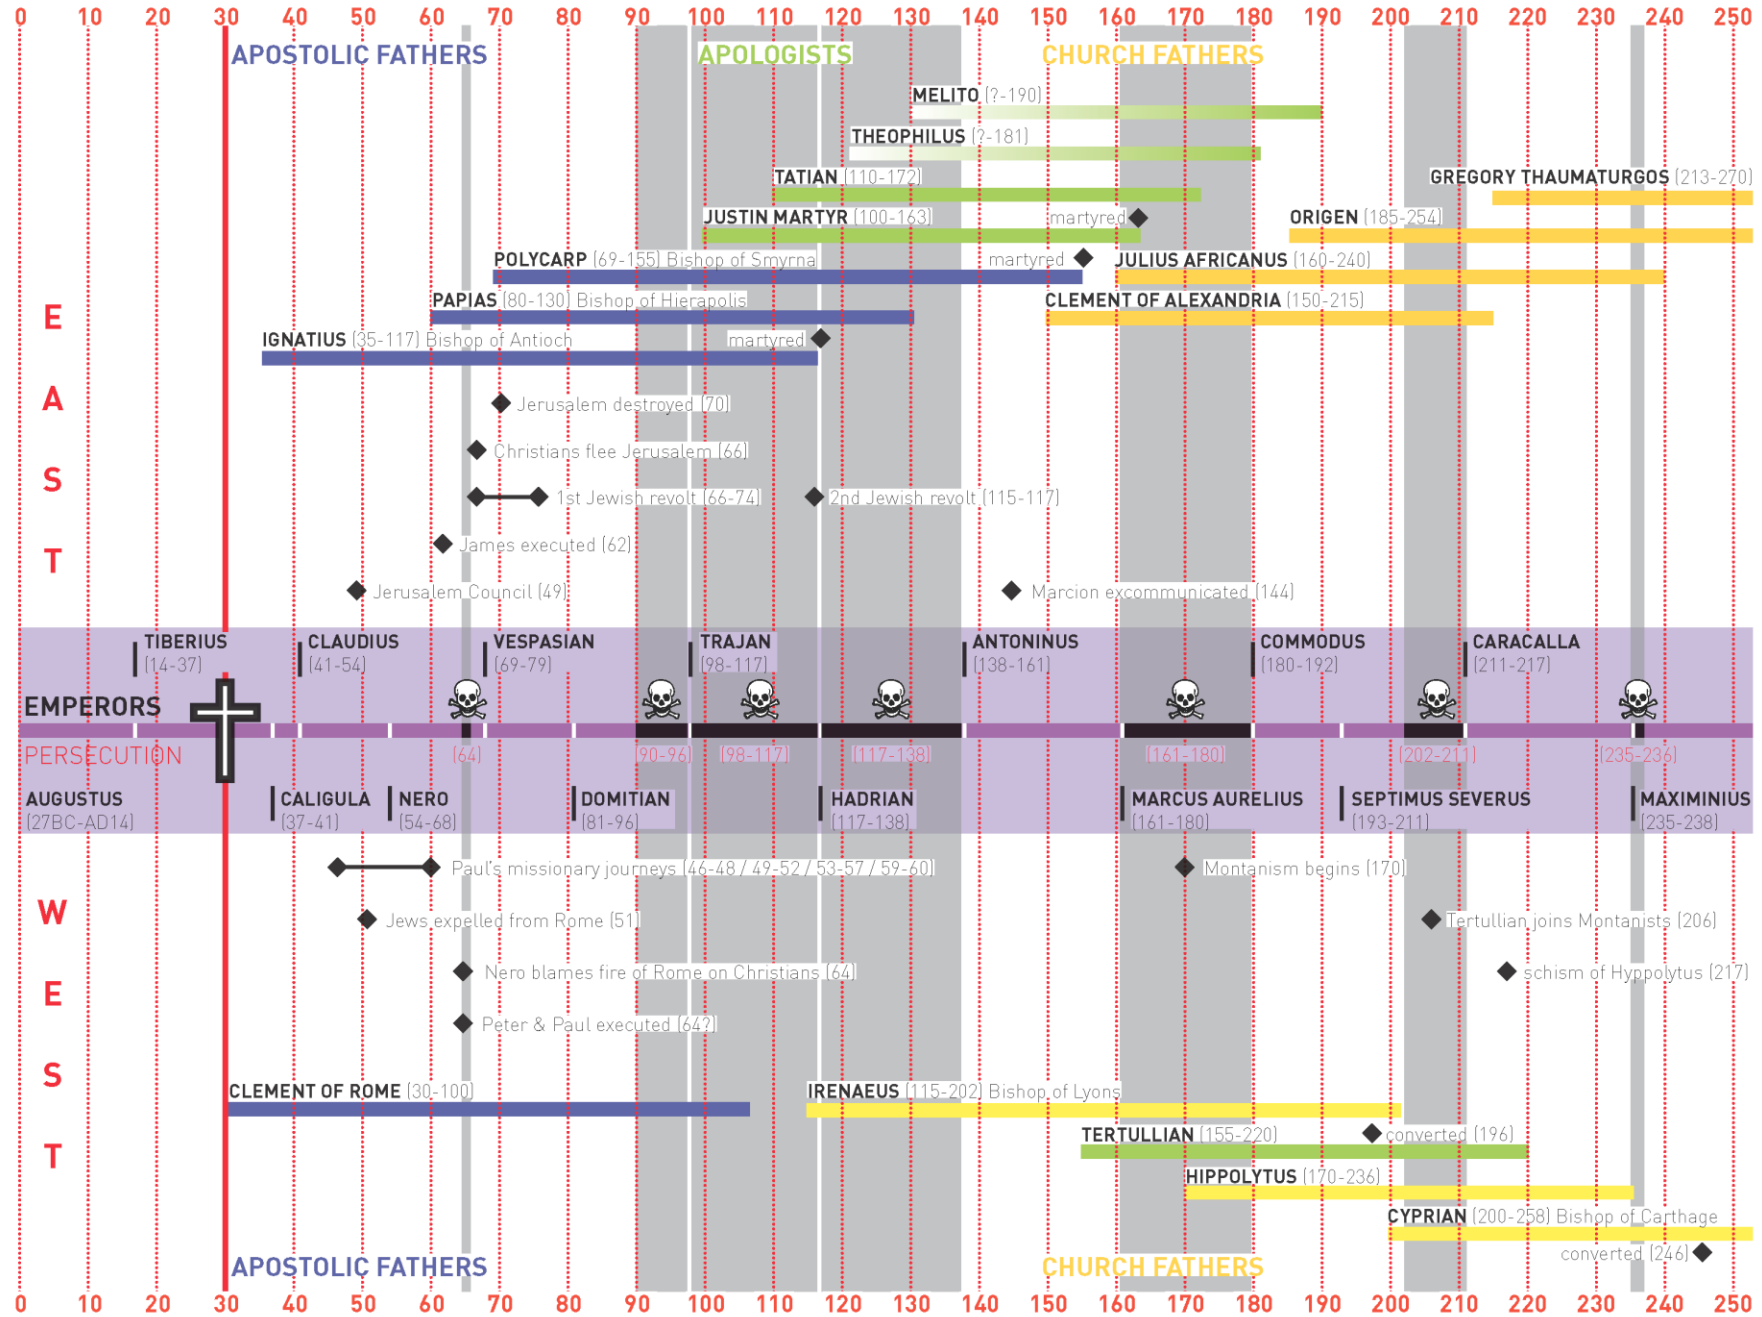 0 10 20 30 40 50 60 70 80 90 100 110 120 130 140 150 160 170 180 190 200 210 220 230 240 250
APOSTOLIC FATHERS APOLOGISTS CHURCH FATHERS
MELITO (?-190)
THEOPHILUS (?-181)
TATIAN (110-172)
GREGORY THAUMATURGOS (213-270)
JUSTIN MARTYR (100-163)
martyred
ORIGEN (185-254)
POLYCARP (69-155) Bishop of Smyrna
martyred
JULIUS AFRICANUS (160-240)
PAPIAS (80-130) Bishop of Hierapolis
CLEMENT OF ALEXANDRIA (150-215)
IGNATIUS (35-117) Bishop of Antioch
martyred
EAST
Jerusalem destroyed (70)
Christians flee Jerusalem (66)
1st Jewish revolt (66-74)
2nd Jewish revolt (115-117)
James executed (62)
Jerusalem Council (49)
Marcion excommunicated (144)
TIBERIUS
(14-37)
CLAUDIUS
(41-54)
VESPASIAN
(69-79)
TRAJAN
(98-117)
ANTONINUS
(138-161)
COMMODUS
(180-192)
CARACALLA
(211-217)
EMPERORS
PERSECUTION
(64) (90-96) (98-117) (117-138) (161-180) (202-211) (235-236)
AUGUSTUS
(27BC-AD14)
CALIGULA
(37-41)
NERO
(54-68)
DOMITIAN
(81-96)
HADRIAN
(117-138)
MARCUS AURELIUS
(161-180)
SEPTIMUS SEVERUS
(193-211)
MAXIMINIUS
(235-238)
WEST
Paul's missionary journeys (46-48 / 49-52 / 53-57 / 59-60)
Montanism begins (170)
Jews expelled from Rome (51)
Tertullian joins Montanists (206)
Nero blames fire of Rome on Christians (64)
schism of Hyppolytus (217)
Peter & Paul executed (64?)
CLEMENT OF ROME (30-100)
IRENAEUS (115-202) Bishop of Lyons
TERTULLIAN (155-220)
converted (196)
HIPPOLYTUS (170-236)
CYPRIAN (200-258) Bishop of Carthage
converted (246)
APOSTOLIC FATHERS CHURCH FATHERS
0 10 20 30 40 50 60 70 80 90 100 110 120 130 140 150 160 170 180 190 200 210 220 230 240 250